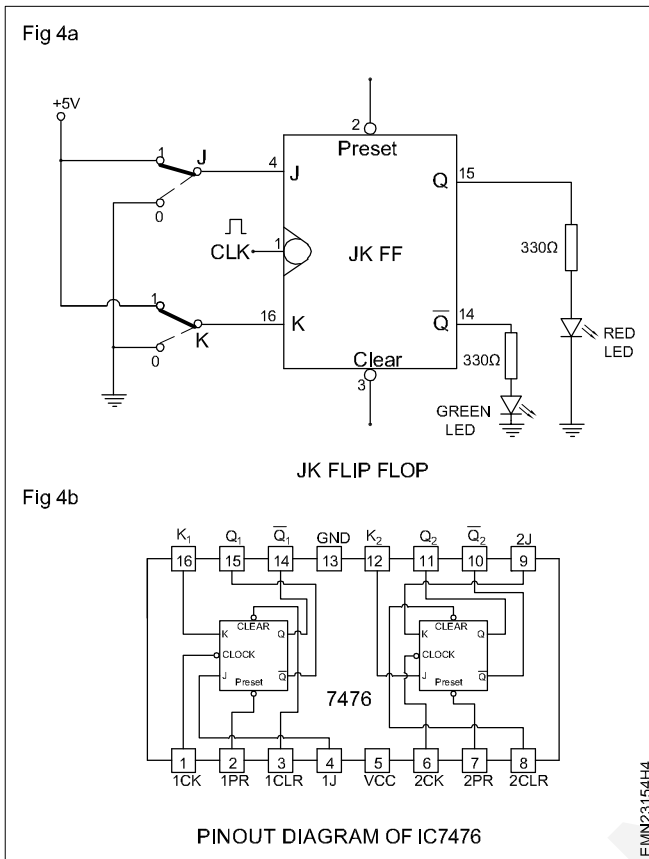 Fig 4a
+5V
2
Preset
1
J
4
J
Q
15
0
CLK
1
JK FF
330Ω
1
K
16
K
Q̅
14
0
Clear
3
330Ω
RED
LED
GREEN
LED
JK FLIP FLOP
Fig 4b
K₁ Q₁ Q̅₁ GND K₂ Q₂ Q̅₂ 2J
16 15 14 13 12 11 10 9
CLEAR
K Q
CLOCK
J Q̅
Preset
CLEAR
K Q
CLOCK
J Q̅
Preset
7476
1 2 3 4 5 6 7 8
1CK 1PR 1CLR 1J VCC 2CK 2PR 2CLR
PINOUT DIAGRAM OF IC7476
EMN23154H4